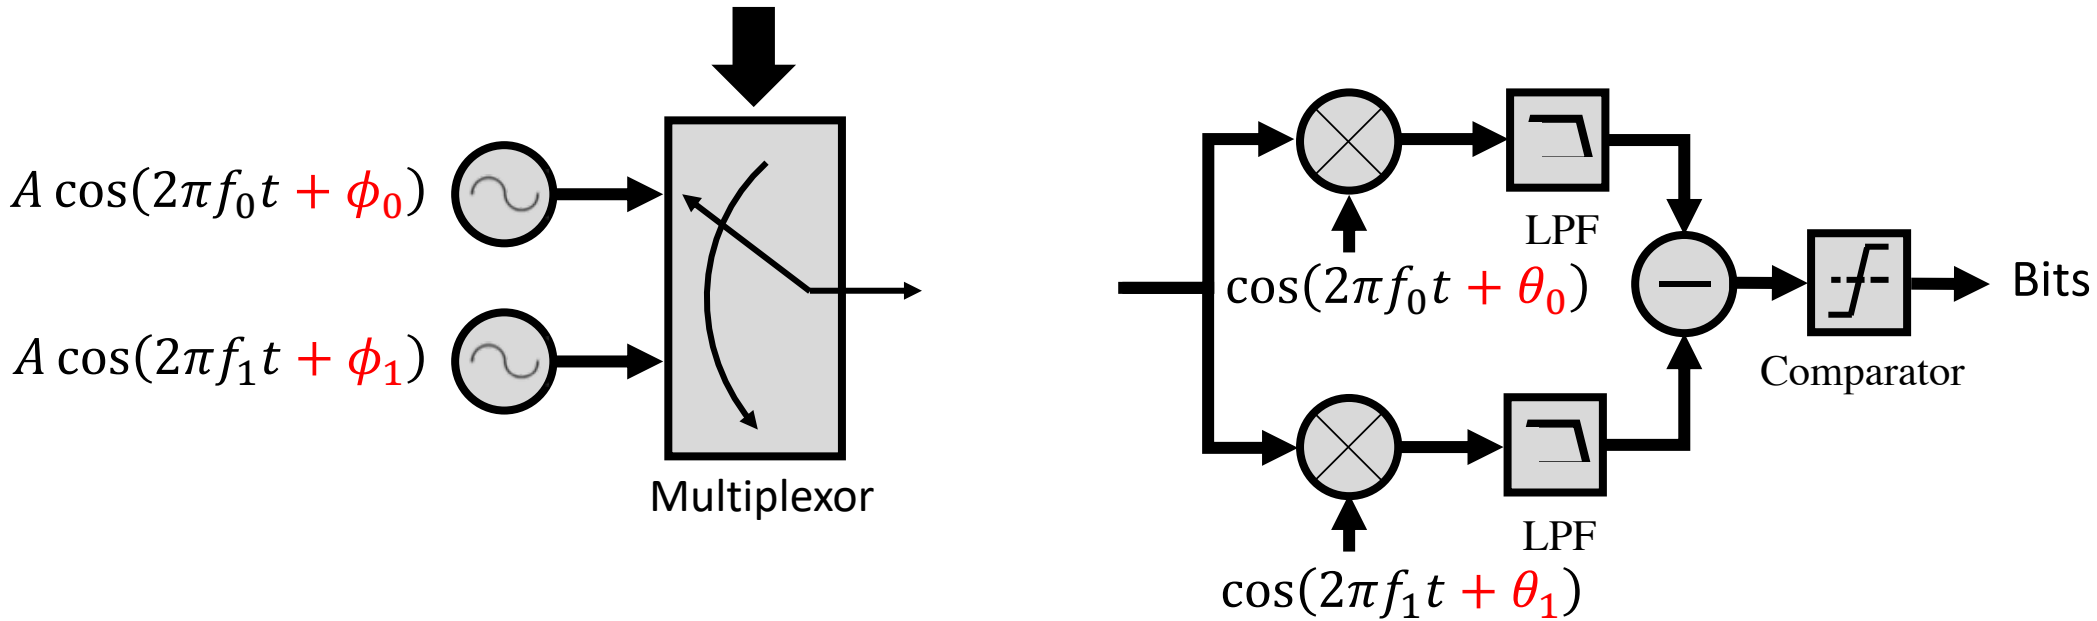 A cos(2πf₀t + ϕ₀)
A cos(2πf₁t + ϕ₁)
Multiplexor
LPF
cos(2πf₀t + θ₀)
Bits
Comparator
LPF
cos(2πf₁t + θ₁)